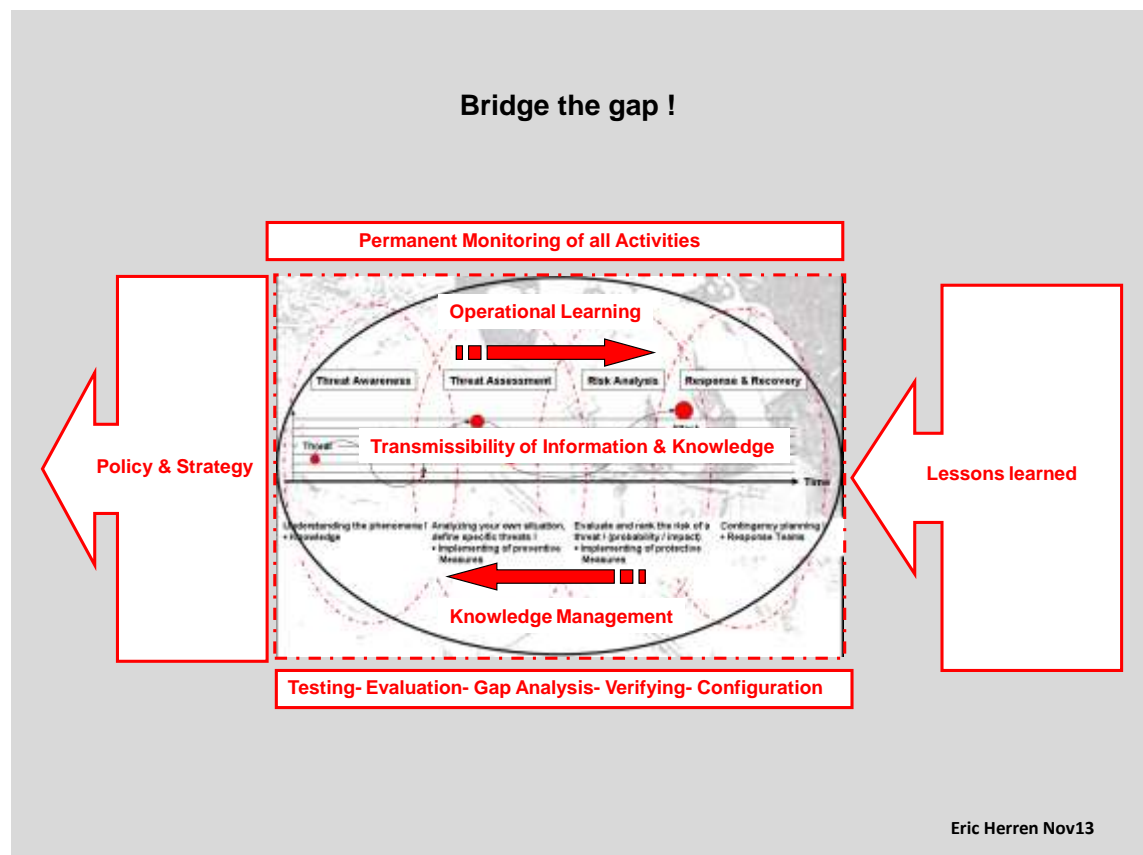 Bridge the gap !
Permanent Monitoring of all Activities
Operational Learning
Threat Awareness
Threat Assessment
Risk Analysis
Response & Recovery
Threat
Transmissibility of Information & Knowledge
Time
Policy & Strategy
Lessons learned
Understanding the phenomena !
• Knowledge
Analyzing your own situation,
define specific threats !
• Implementing of preventive
Measures
Evaluate and rank the risk of a
threat ! (probability / impact)
• Implementing of protective
Measures
Contingency planning !
• Response Teams
Knowledge Management
Testing- Evaluation- Gap Analysis- Verifying- Configuration
Eric Herren Nov13